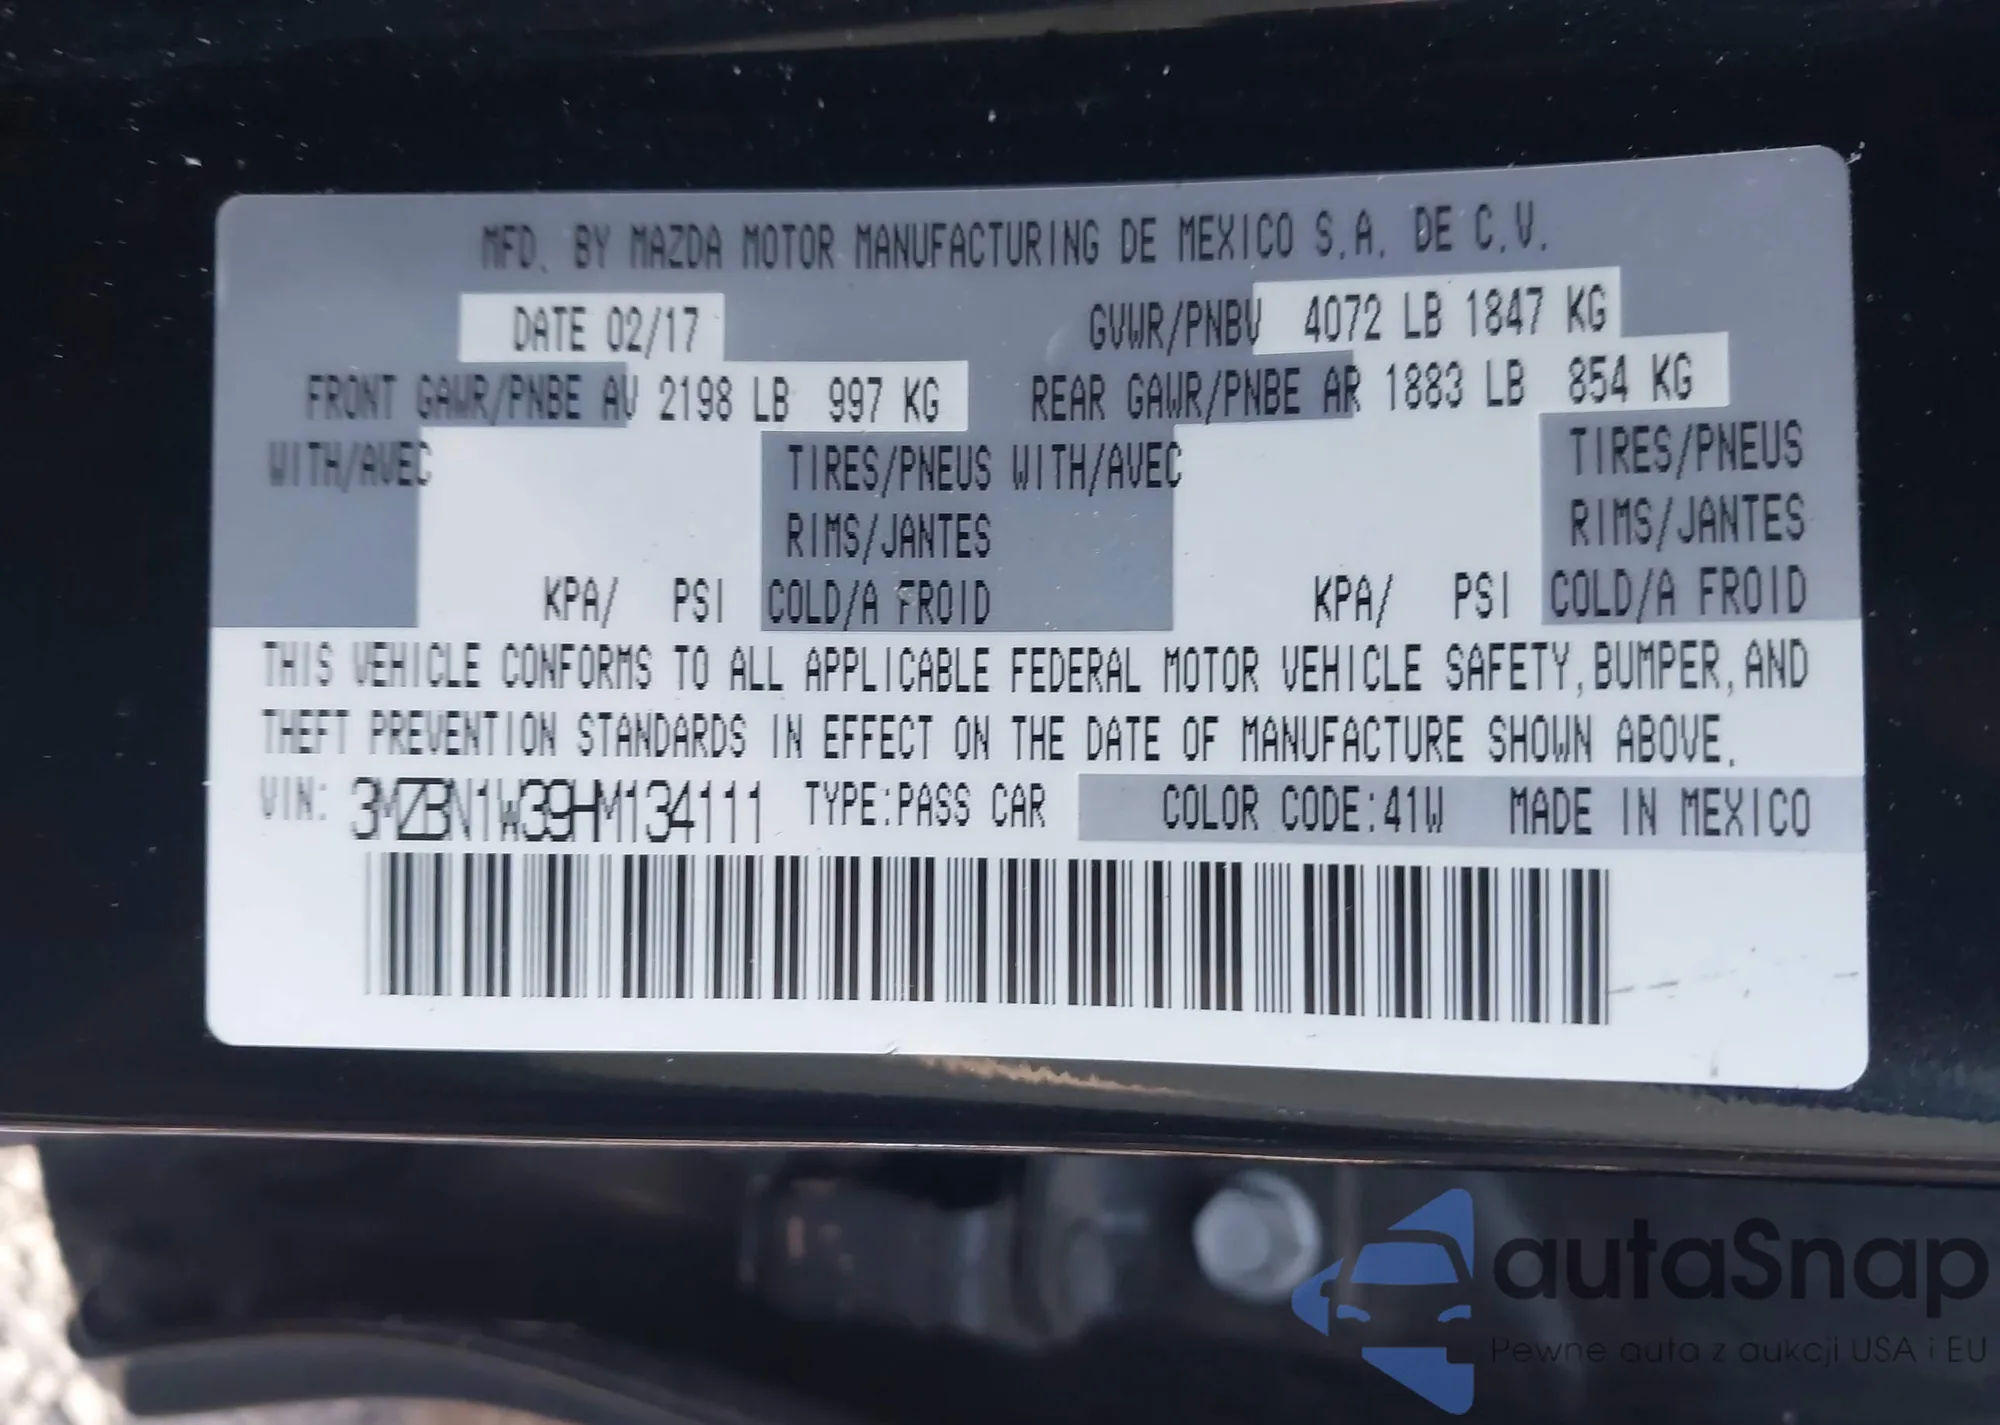 MFD. BY MAZDA MOTOR MANUFACTURING DE MEXICO S.A. DE C.V.
DATE 02/17 GVWR/PNBV 4072 LB 1847 KG
FRONT GAWR/PNBE AV 2198 LB 997 KG REAR GAWR/PNBE AR 1883 LB 854 KG
WITH/AVEC TIRES/PNEUS WITH/AVEC TIRES/PNEUS
RIMS/JANTES RIMS/JANTES
KPA/ PSI COLD/A FROID KPA/ PSI COLD/A FROID
THIS VEHICLE CONFORMS TO ALL APPLICABLE FEDERAL MOTOR VEHICLE SAFETY, BUMPER, AND
THEFT PREVENTION STANDARDS IN EFFECT ON THE DATE OF MANUFACTURE SHOWN ABOVE.
VIN: 3MZBN1W39HM134111 TYPE:PASS CAR COLOR CODE:41W MADE IN MEXICO
autaSnap
Pewne auta z aukcji USA i EU